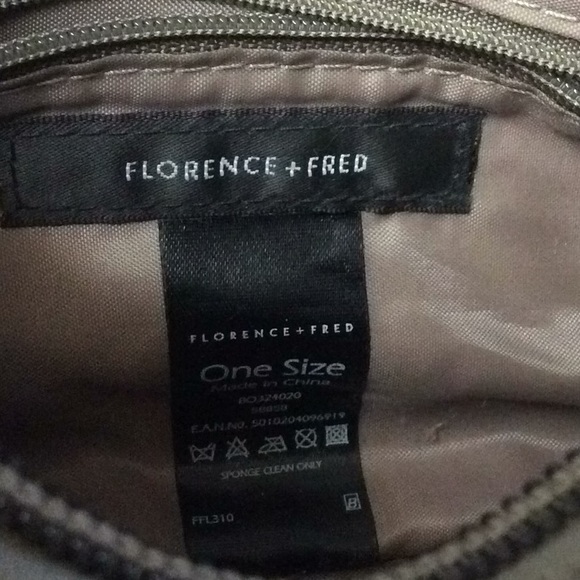 FLORENCE+FRED
FLORENCE+FRED
One Size
Made in China
BO324020
E.A.N.No. 5010204096919
SPONGE CLEAN ONLY
FFL310
B